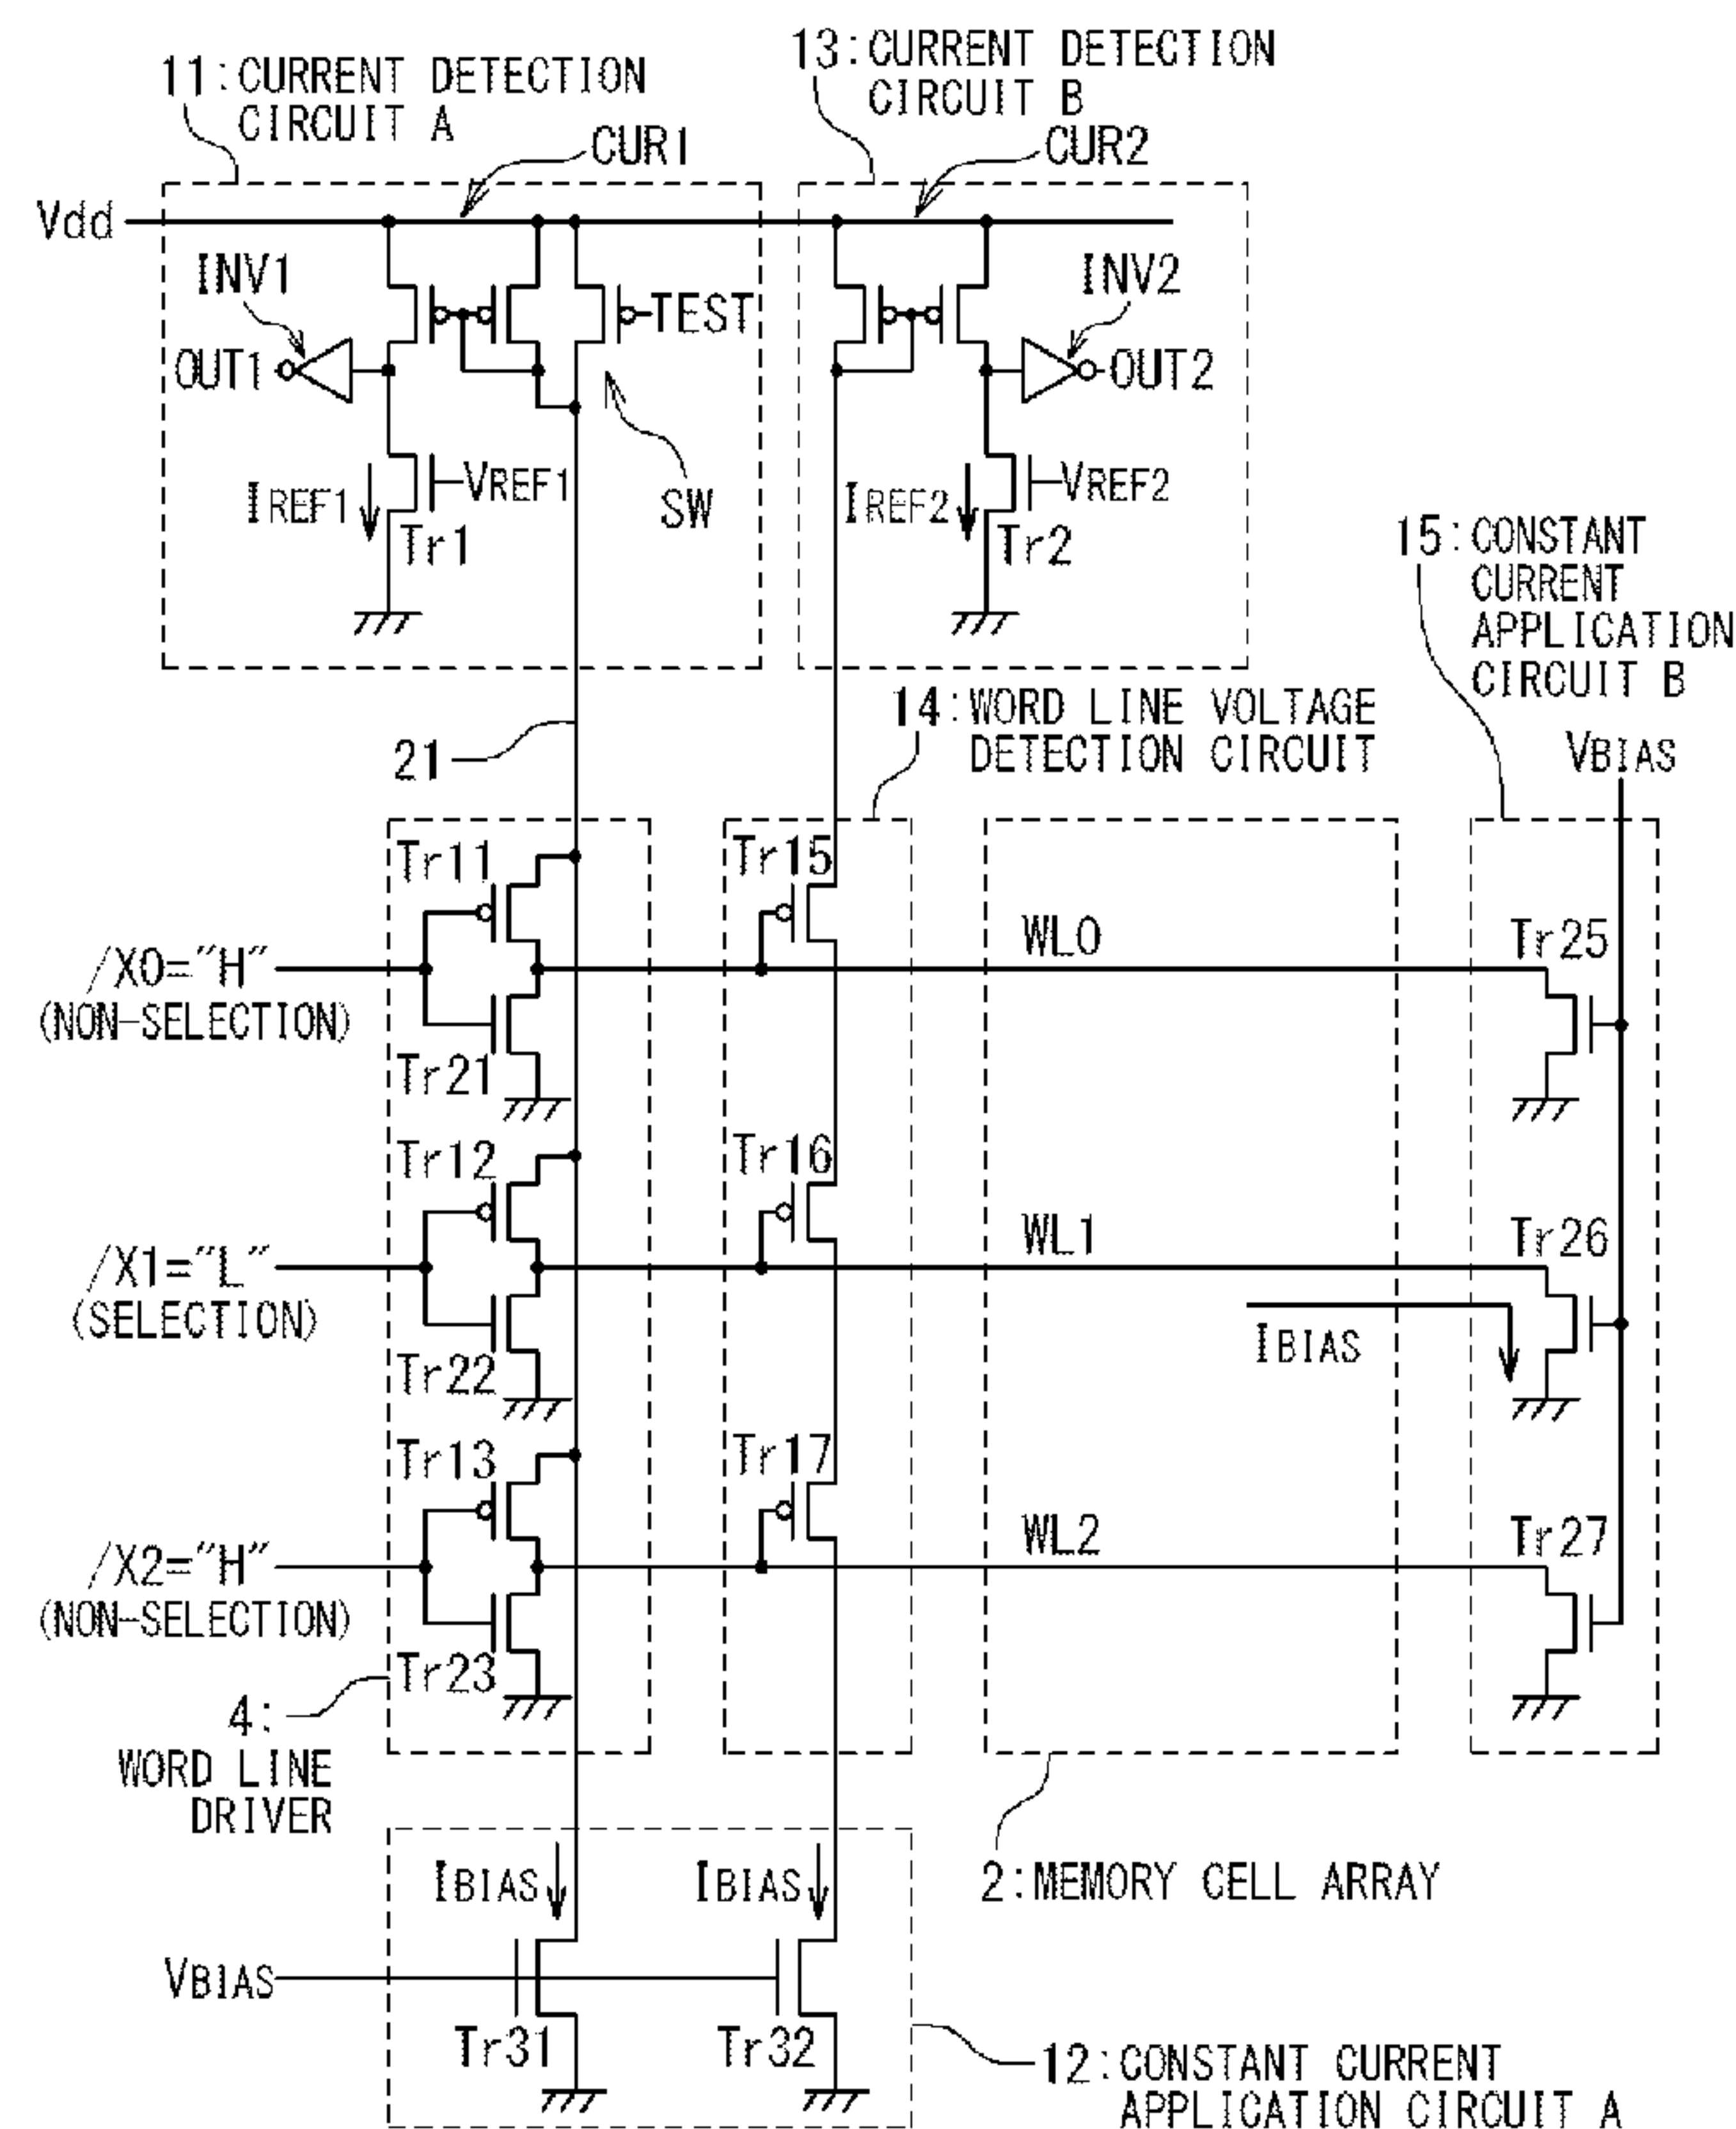 11:CURRENT DETECTION
CIRCUIT A
13:CURRENT DETECTION
CIRCUIT B
CUR1
CUR2
Vdd
INV1
INV2
TEST
OUT1
OUT2
IREF1
VREF1
SW
IREF2
VREF2
Tr1
Tr2
15:CONSTANT
CURRENT
APPLICATION
CIRCUIT B
14:WORD LINE VOLTAGE
DETECTION CIRCUIT
21
VBIAS
Tr11
Tr15
WL0
Tr25
/X0="H"
(NON-SELECTION)
Tr21
Tr12
Tr16
WL1
Tr26
/X1="L"
(SELECTION)
IBIAS
Tr22
Tr13
Tr17
WL2
Tr27
/X2="H"
(NON-SELECTION)
Tr23
4:
WORD LINE
DRIVER
IBIAS
IBIAS
2:MEMORY CELL ARRAY
VBIAS
Tr31
Tr32
12:CONSTANT CURRENT
APPLICATION CIRCUIT A